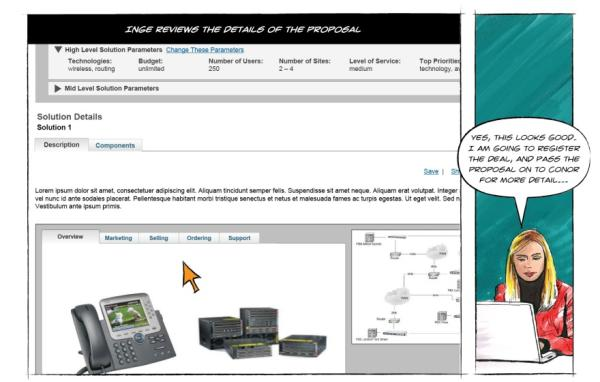 INGE REVIEWS THE DETAILS OF THE PROPOSAL
High Level Solution Parameters Change These Parameters
Technologies: Budget: Number of Users: Number of Sites: Level of Service: Top Priorities
wireless, routing unlimited 250 2 – 4 medium technology, av
Mid Level Solution Parameters
Solution Details
Solution 1
Description Components
Save | Sh
Lorem ipsum dolor sit amet, consectetuer adipiscing elit. Aliquam tincidunt semper felis. Suspendisse sit amet neque. Aliquam erat volutpat. Integer
vel nunc id ante sodales placerat. Pellentesque habitant morbi tristique senectus et netus et malesuada fames ac turpis egestas. Ut eget velit. Sed n
Vestibulum ante ipsum primis.
Overview Marketing Selling Ordering Support
YES, THIS LOOKS GOOD.
I AM GOING TO REGISTER
THE DEAL, AND PASS THE
PROPOSAL ON TO CONOR
FOR MORE DETAIL...